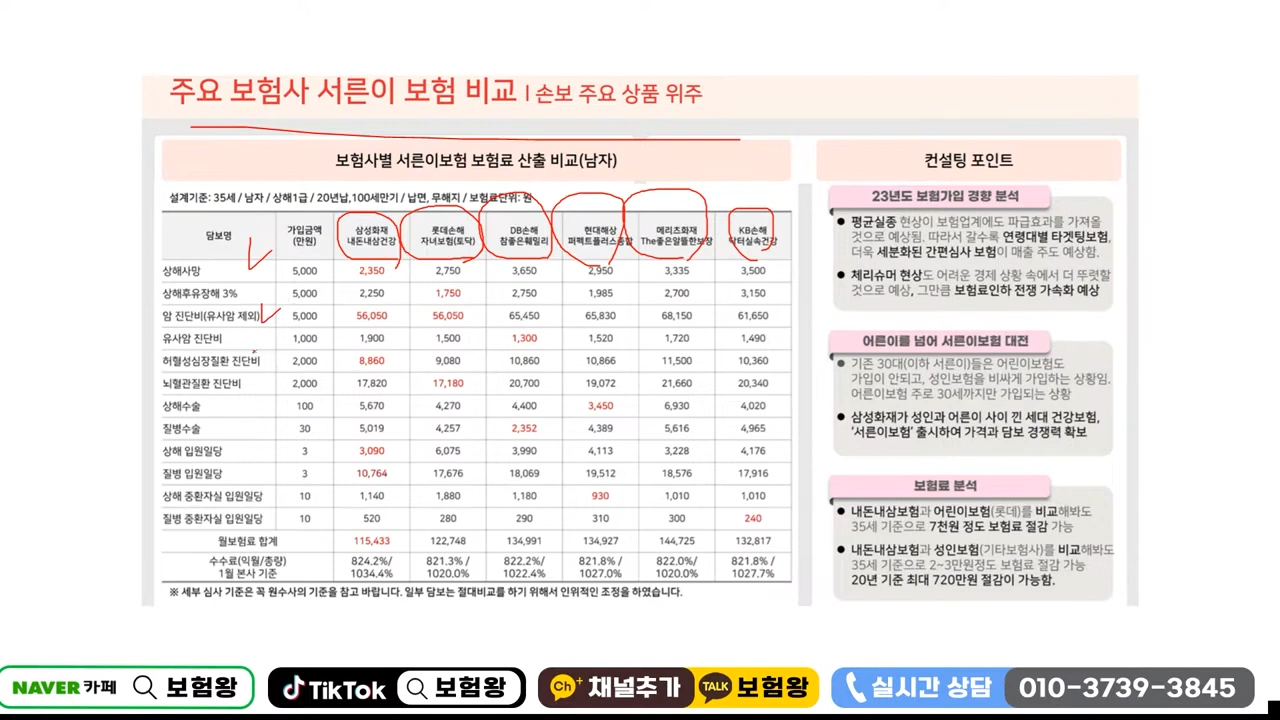 주요 보험사 서른이 보험 비교 | 손보 주요 상품 위주
보험사별 서른이보험 보험료 산출 비교(남자)
설계기준: 35세 / 남자 / 상해1급 / 20년납,100세만기 / 납면, 무해지 / 보험료단위: 원
담보명 가입금액 (만원) 삼성화재 내돈내삼건강 롯데손해 자녀보험(토닥) DB손해 참좋은훼밀리 현대해상 퍼펙트플러스종합 메리츠화재 The좋은알뜰한보장 KB손해 닥터실속건강
상해사망 5,000 2,350 2,750 3,650 2,950 3,335 3,500
상해후유장해 3% 5,000 2,250 1,750 2,750 1,985 2,700 3,150
암 진단비(유사암 제외) 5,000 56,050 56,050 65,450 65,830 68,150 61,650
유사암 진단비 1,000 1,900 1,500 1,300 1,520 1,720 1,490
허혈성심장질환 진단비 2,000 8,860 9,080 10,860 10,866 11,500 10,360
뇌혈관질환 진단비 2,000 17,820 17,180 20,700 19,072 21,660 20,340
상해수술 100 5,670 4,270 4,400 3,450 6,930 4,020
질병수술 30 5,019 4,257 2,352 4,389 5,616 4,965
상해 입원일당 3 3,090 6,075 3,990 4,113 3,228 4,176
질병 입원일당 3 10,764 17,676 18,069 19,512 18,576 17,916
상해 중환자실 입원일당 10 1,140 1,880 1,180 930 1,010 1,010
질병 중환자실 입원일당 10 520 280 290 310 300 240
월보험료 합계 115,433 122,748 134,991 134,927 144,725 132,817
수수료(익월/총량) 824.2%/ 821.3%/ 822.2%/ 821.8%/ 822.0%/ 821.8%/
1월 본사 기준 1034.4% 1020.0% 1022.4% 1027.0% 1020.0% 1027.7%
※ 세부 심사 기준은 꼭 원수사의 기준을 참고 바랍니다. 일부 담보는 절대비교를 하기 위해서 인위적인 조정을 하였습니다.
컨설팅 포인트
23년도 보험가입 경향 분석
● 평균실종 현상이 보험업계에도 파급효과를 가져올
것으로 예상됨. 따라서 갈수록 연령대별 타겟팅보험,
더욱 세분화된 간편심사 보험이 매출 주도 예상함.
● 체리슈머 현상도 어려운 경제 상황 속에서 더 뚜렷할
것으로 예상, 그만큼 보험료인하 전쟁 가속화 예상
어른이를 넘어 서른이보험 대전
● 기존 30대(이하 서른이)들은 어린이보험도
가입이 안되고, 성인보험을 비싸게 가입하는 상황임.
어른이보험 주로 30세까지만 가입되는 상황
● 삼성화재가 성인과 어른이 사이 낀 세대 건강보험,
'서른이보험' 출시하여 가격과 담보 경쟁력 확보
보험료 분석
● 내돈내삼보험과 어린이보험(롯데)를 비교해봐도
35세 기준으로 7천원 정도 보험료 절감 가능
● 내돈내삼보험과 성인보험(기타보험사)를 비교해봐도
35세 기준으로 2~3만원정도 보험료 절감 가능
20년 기준 최대 720만원 절감이 가능함.
NAVER 카페 보험왕 TikTok 보험왕 Ch+ 채널추가 TALK 보험왕 실시간 상담 010-3739-3845